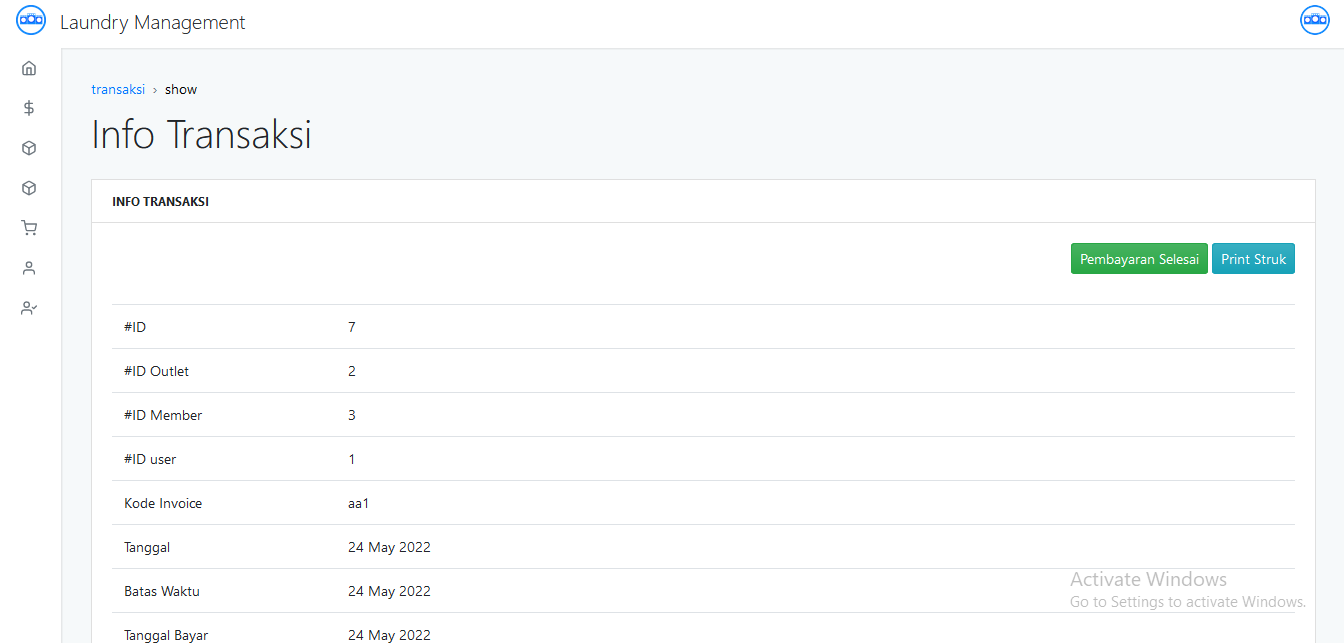 Laundry Management
transaksi › show
Info Transaksi
INFO TRANSAKSI
Pembayaran Selesai Print Struk
#ID 7
#ID Outlet 2
#ID Member 3
#ID user 1
Kode Invoice aa1
Tanggal 24 May 2022
Batas Waktu 24 May 2022
Activate Windows
Go to Settings to activate Windows.
Tanggal Bayar 24 May 2022